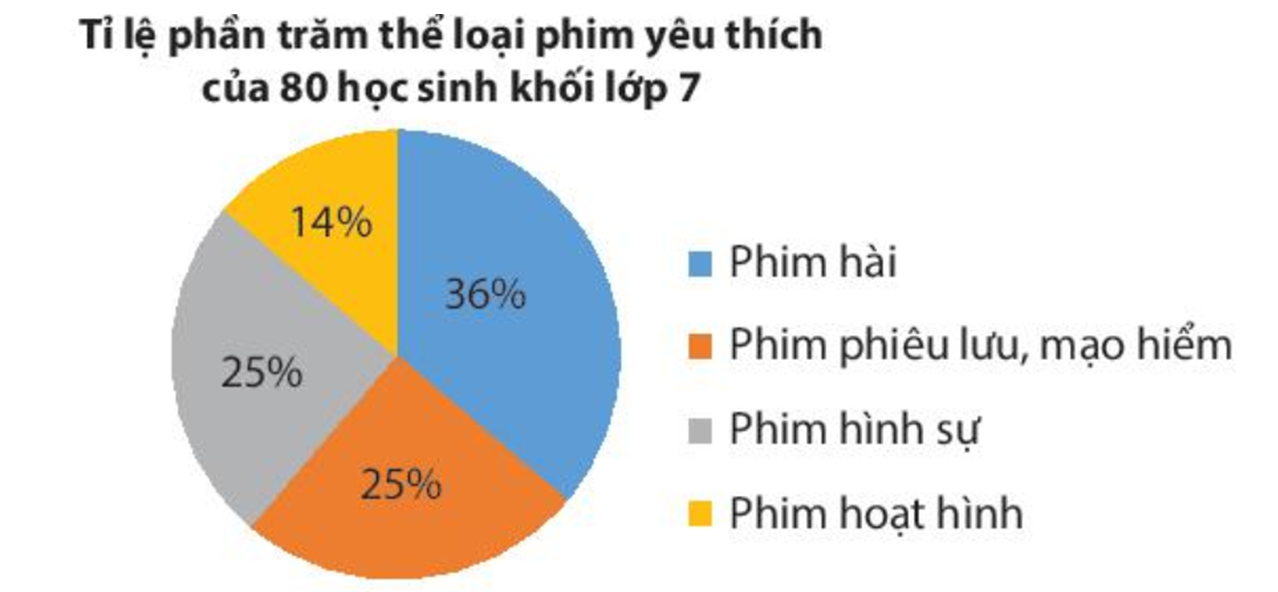 Tỉ lệ phần trăm thể loại phim yêu thích
của 80 học sinh khối lớp 7
14%
36%
25%
25%
Phim hài
Phim phiêu lưu, mạo hiểm
Phim hình sự
Phim hoạt hình